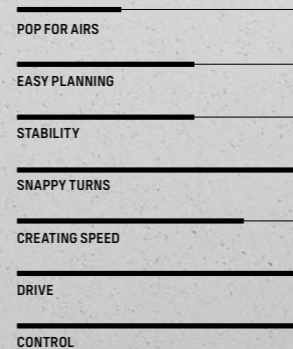 POP FOR AIRS
EASY PLANNING
STABILITY
SNAPPY TURNS
CREATING SPEED
DRIVE
CONTROL